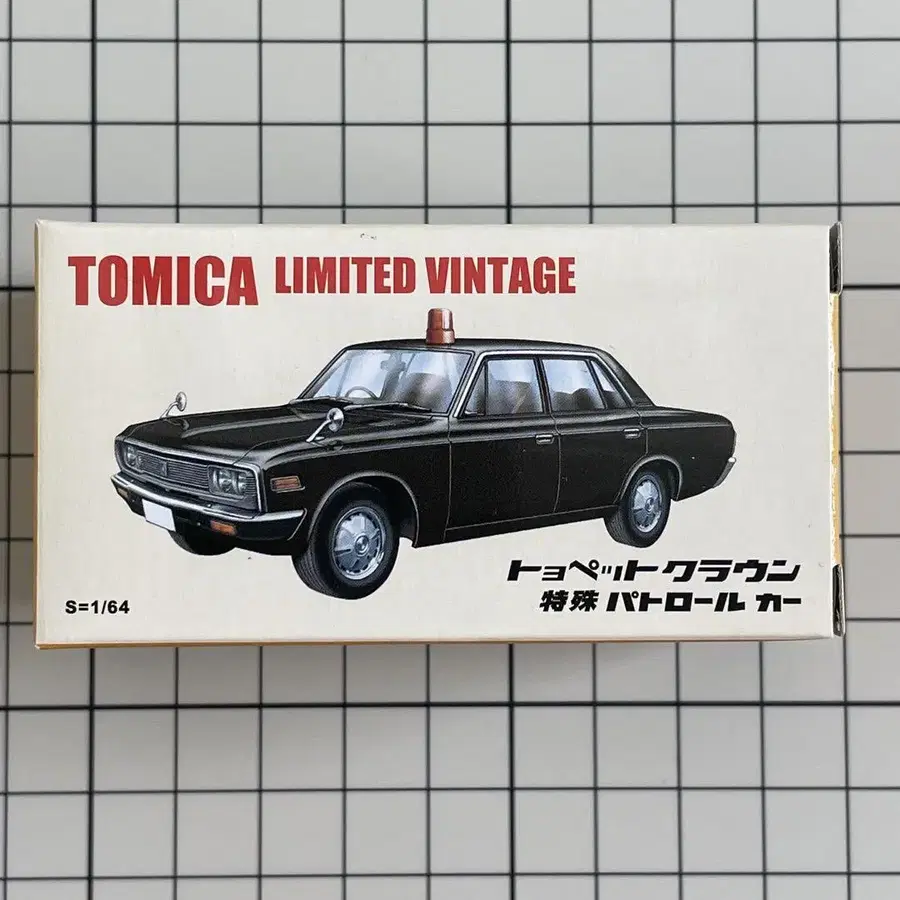 TOMICA LIMITED VINTAGE
トヨペットクラウン
特殊 パトロール カー
S=1/64